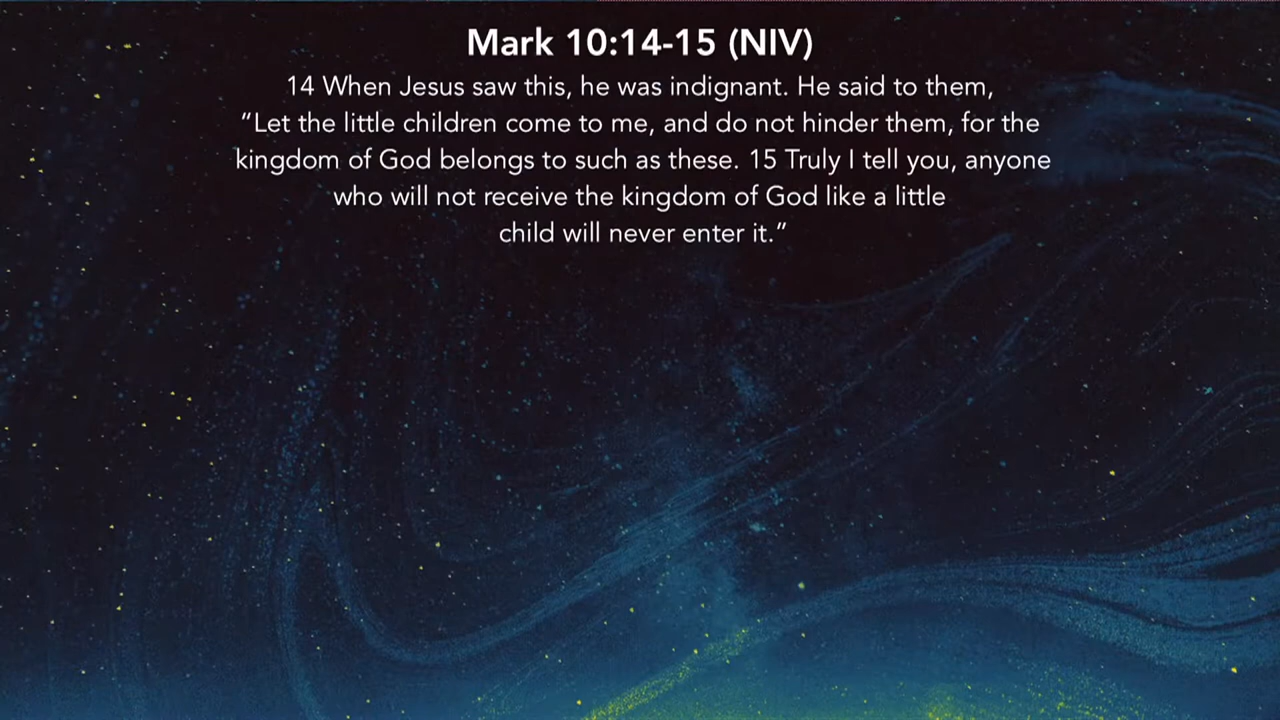 Mark 10:14-15 (NIV)
14 When Jesus saw this, he was indignant. He said to them,
“Let the little children come to me, and do not hinder them, for the
kingdom of God belongs to such as these. 15 Truly I tell you, anyone
who will not receive the kingdom of God like a little
child will never enter it.”